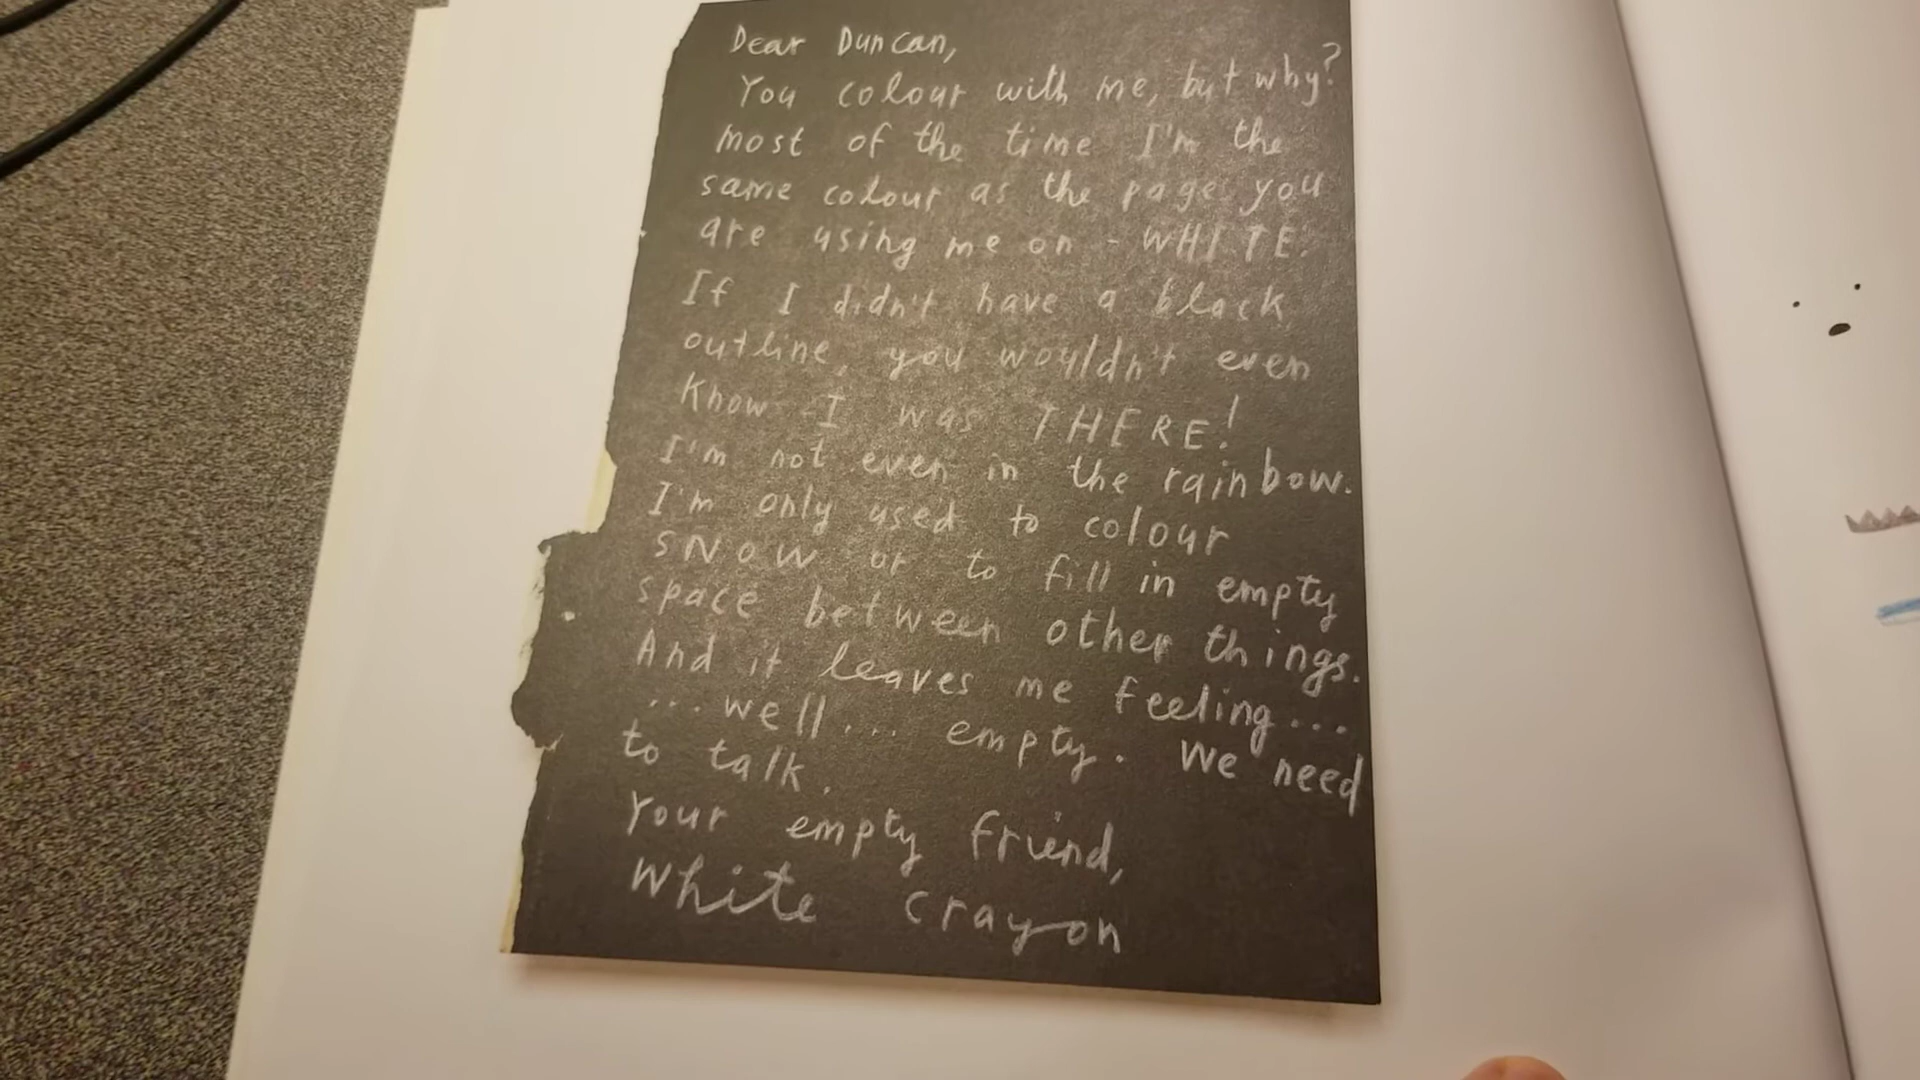 Dear Duncan,
You colour with me, but why?
most of the time I'm the
same colour as the page you
are using me on - WHITE.
If I didn't have a black
outline, you wouldn't even
know I was THERE!
I'm not even in the rainbow.
I'm only used to colour
SNOW or to fill in empty
space between other things.
And it leaves me feeling...
...well... empty. We need
to talk.
Your empty friend,
White crayon